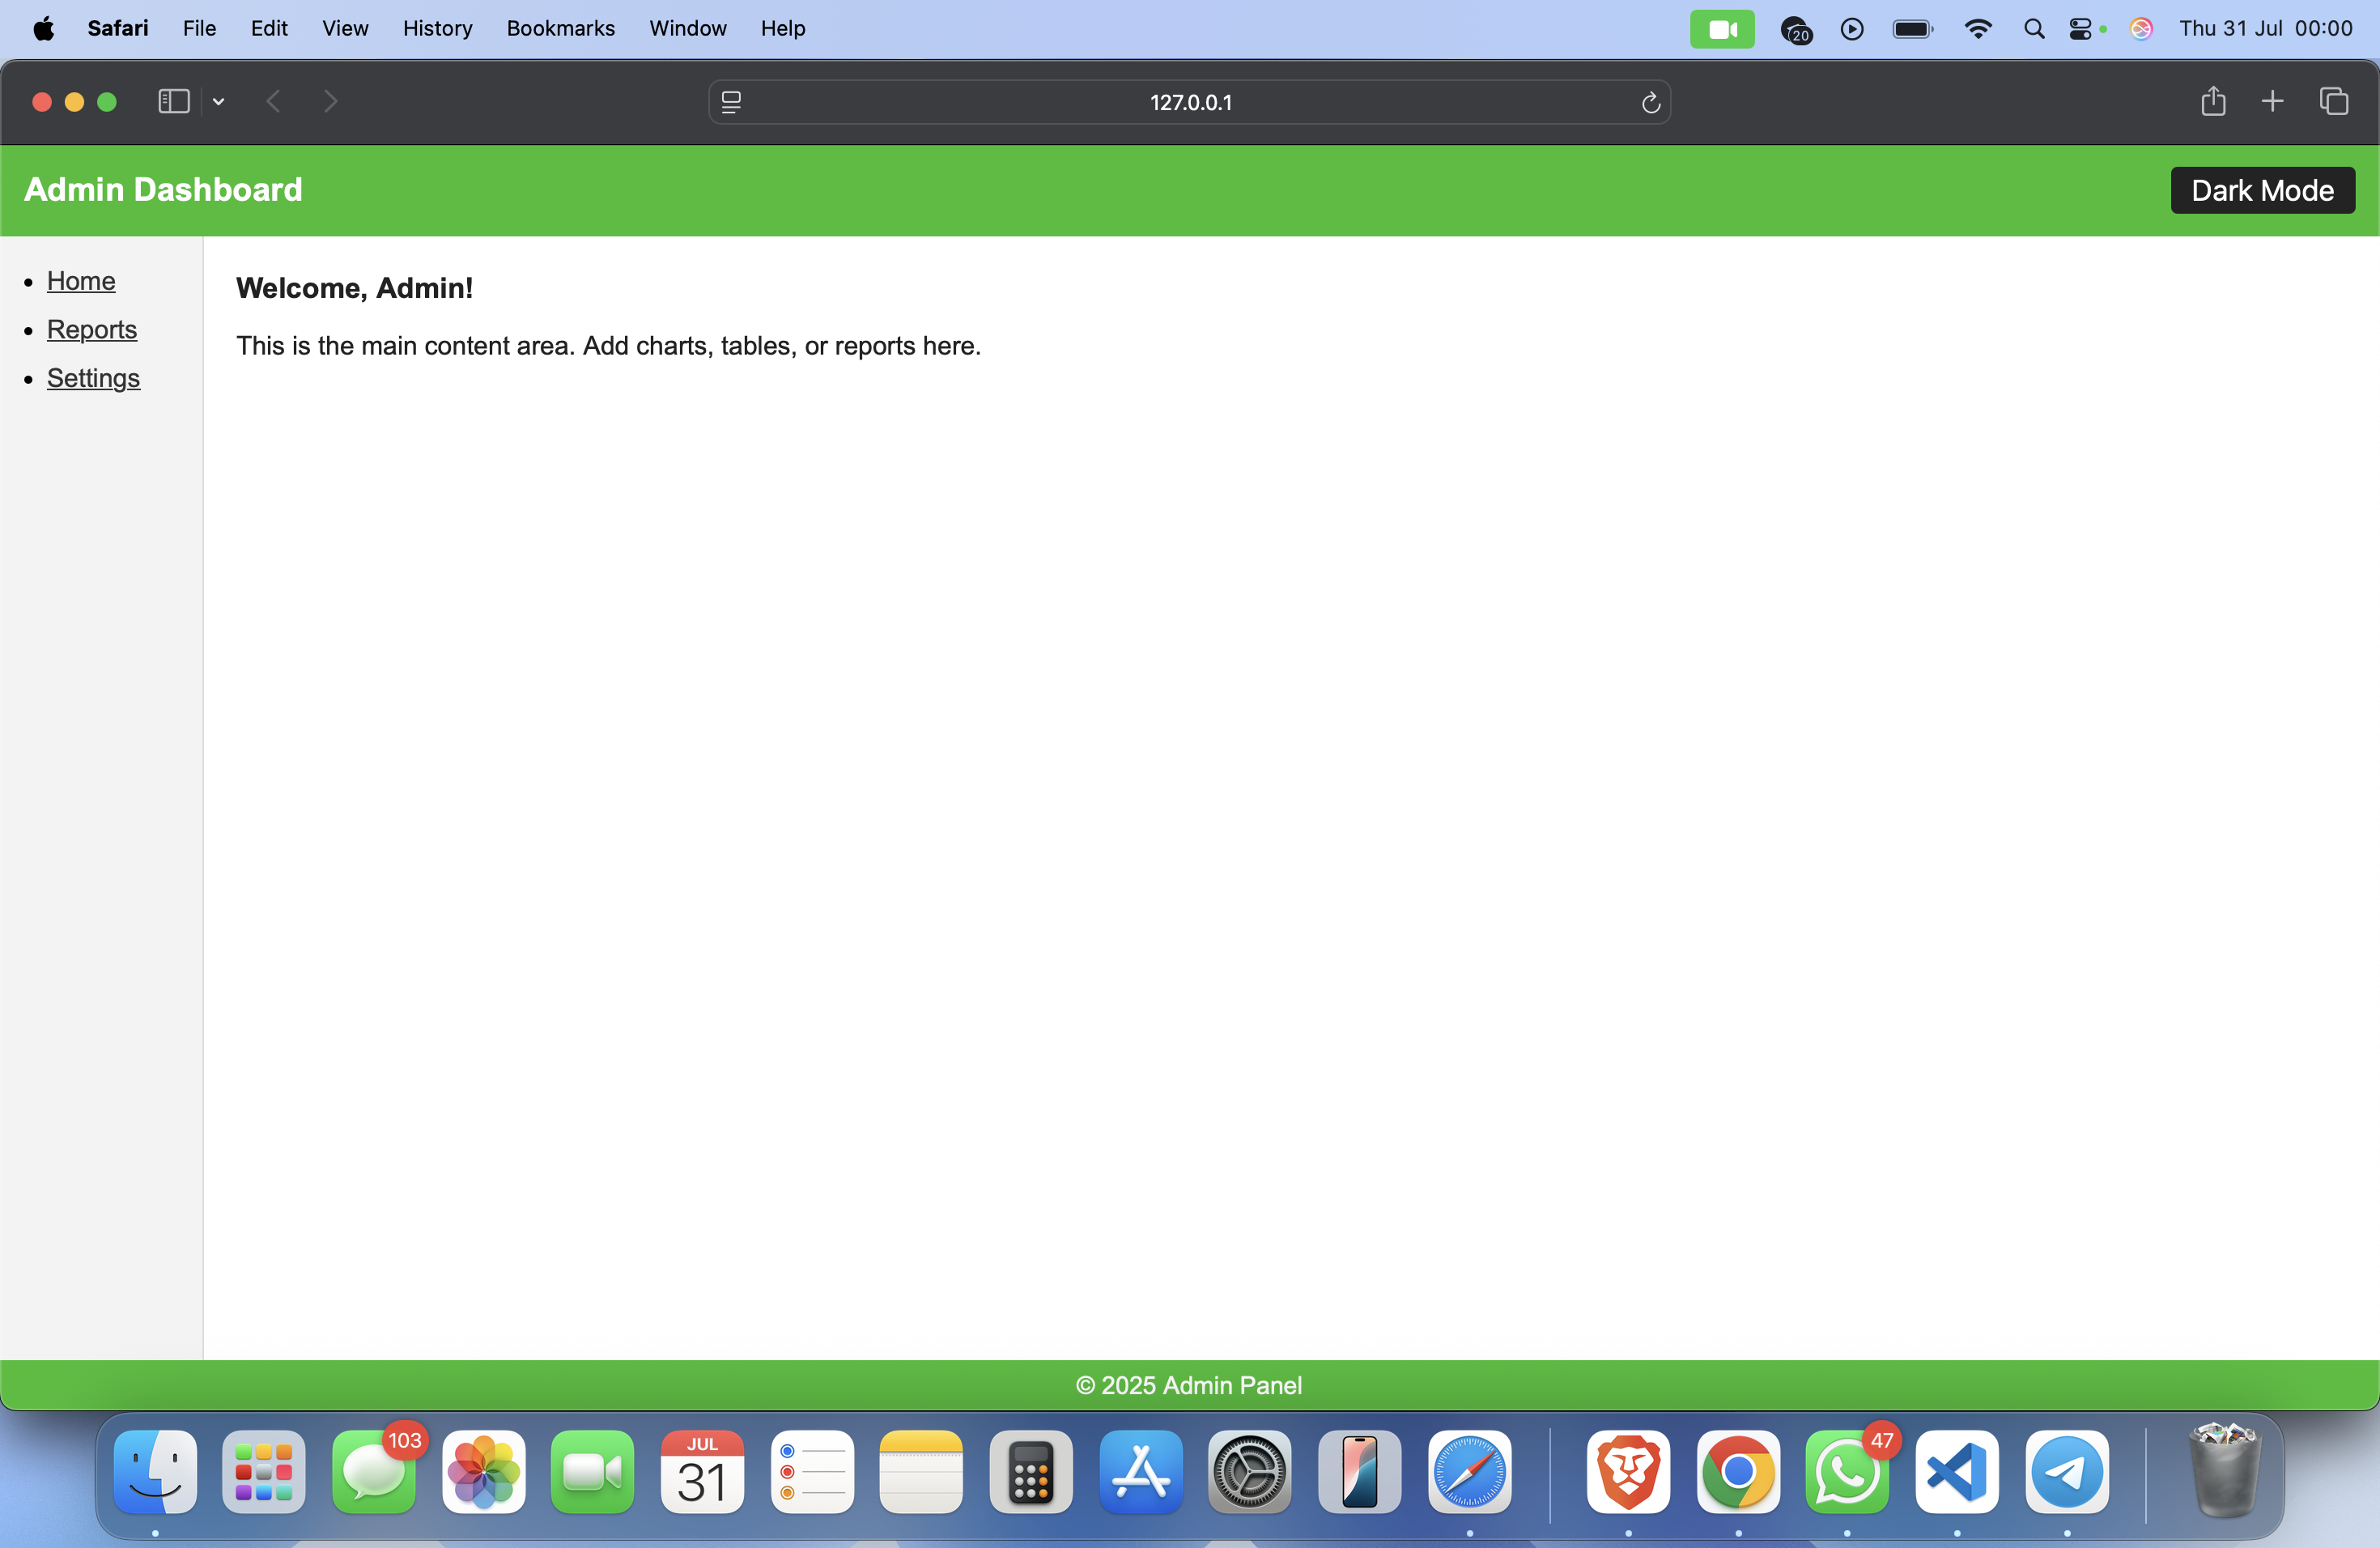 Safari File Edit View History Bookmarks Window Help 20 Thu 31 Jul 00:00
127.0.0.1
Admin Dashboard Dark Mode
Home
Reports
Settings
Welcome, Admin!
This is the main content area. Add charts, tables, or reports here.
© 2025 Admin Panel
103 47
JUL
31